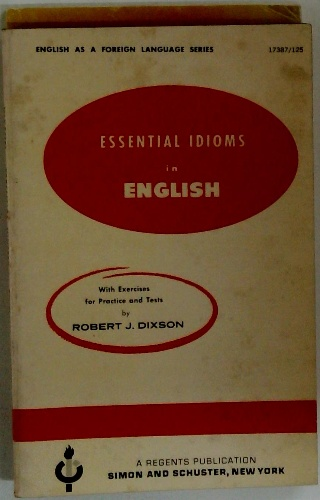 ENGLISH AS A FOREIGN LANGUAGE SERIES 17387/125
ESSENTIAL IDIOMS
in
ENGLISH
With Exercises
for Practice and Tests
by
ROBERT J. DIXSON
A REGENTS PUBLICATION
SIMON AND SCHUSTER, NEW YORK